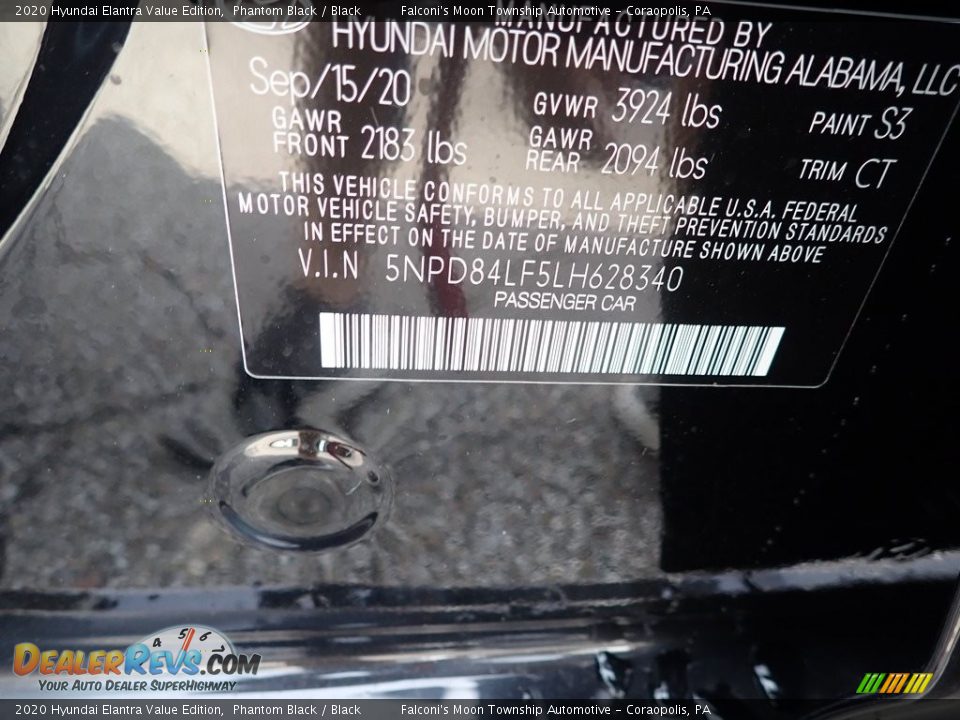 2020 Hyundai Elantra Value Edition, Phantom Black / Black Falconi's Moon Township Automotive - Coraopolis, PA
MANUFACTURED BY
HYUNDAI MOTOR MANUFACTURING ALABAMA, LLC
Sep/15/20 GVWR 3924 lbs PAINT S3
GAWR FRONT 2183 lbs GAWR REAR 2094 lbs TRIM CT
THIS VEHICLE CONFORMS TO ALL APPLICABLE U.S.A. FEDERAL
MOTOR VEHICLE SAFETY, BUMPER, AND THEFT PREVENTION STANDARDS
IN EFFECT ON THE DATE OF MANUFACTURE SHOWN ABOVE
V.I.N 5NPD84LF5LH628340
PASSENGER CAR
4 5 6
DEALERREVS.COM
YOUR AUTO DEALER SUPERHIGHWAY
2020 Hyundai Elantra Value Edition, Phantom Black / Black Falconi's Moon Township Automotive - Coraopolis, PA